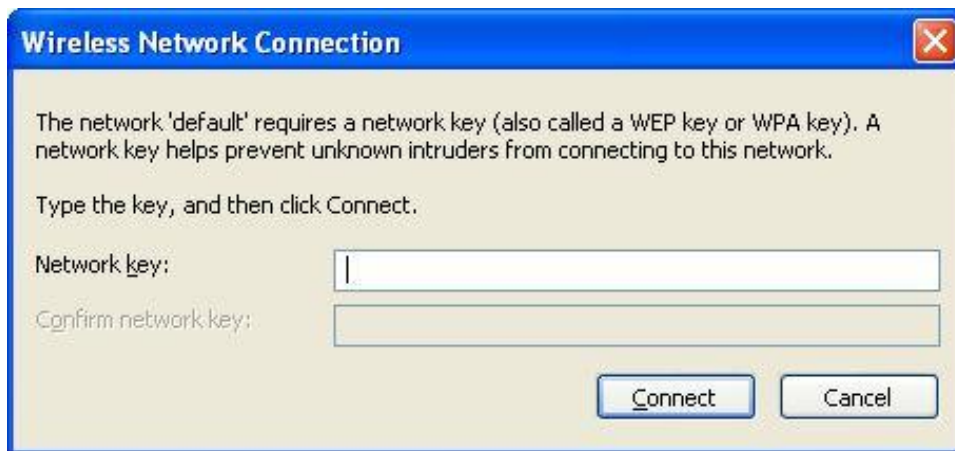 Wireless Network Connection
The network 'default' requires a network key (also called a WEP key or WPA key). A
network key helps prevent unknown intruders from connecting to this network.
Type the key, and then click Connect.
Network key:
Confirm network key:
Connect Cancel